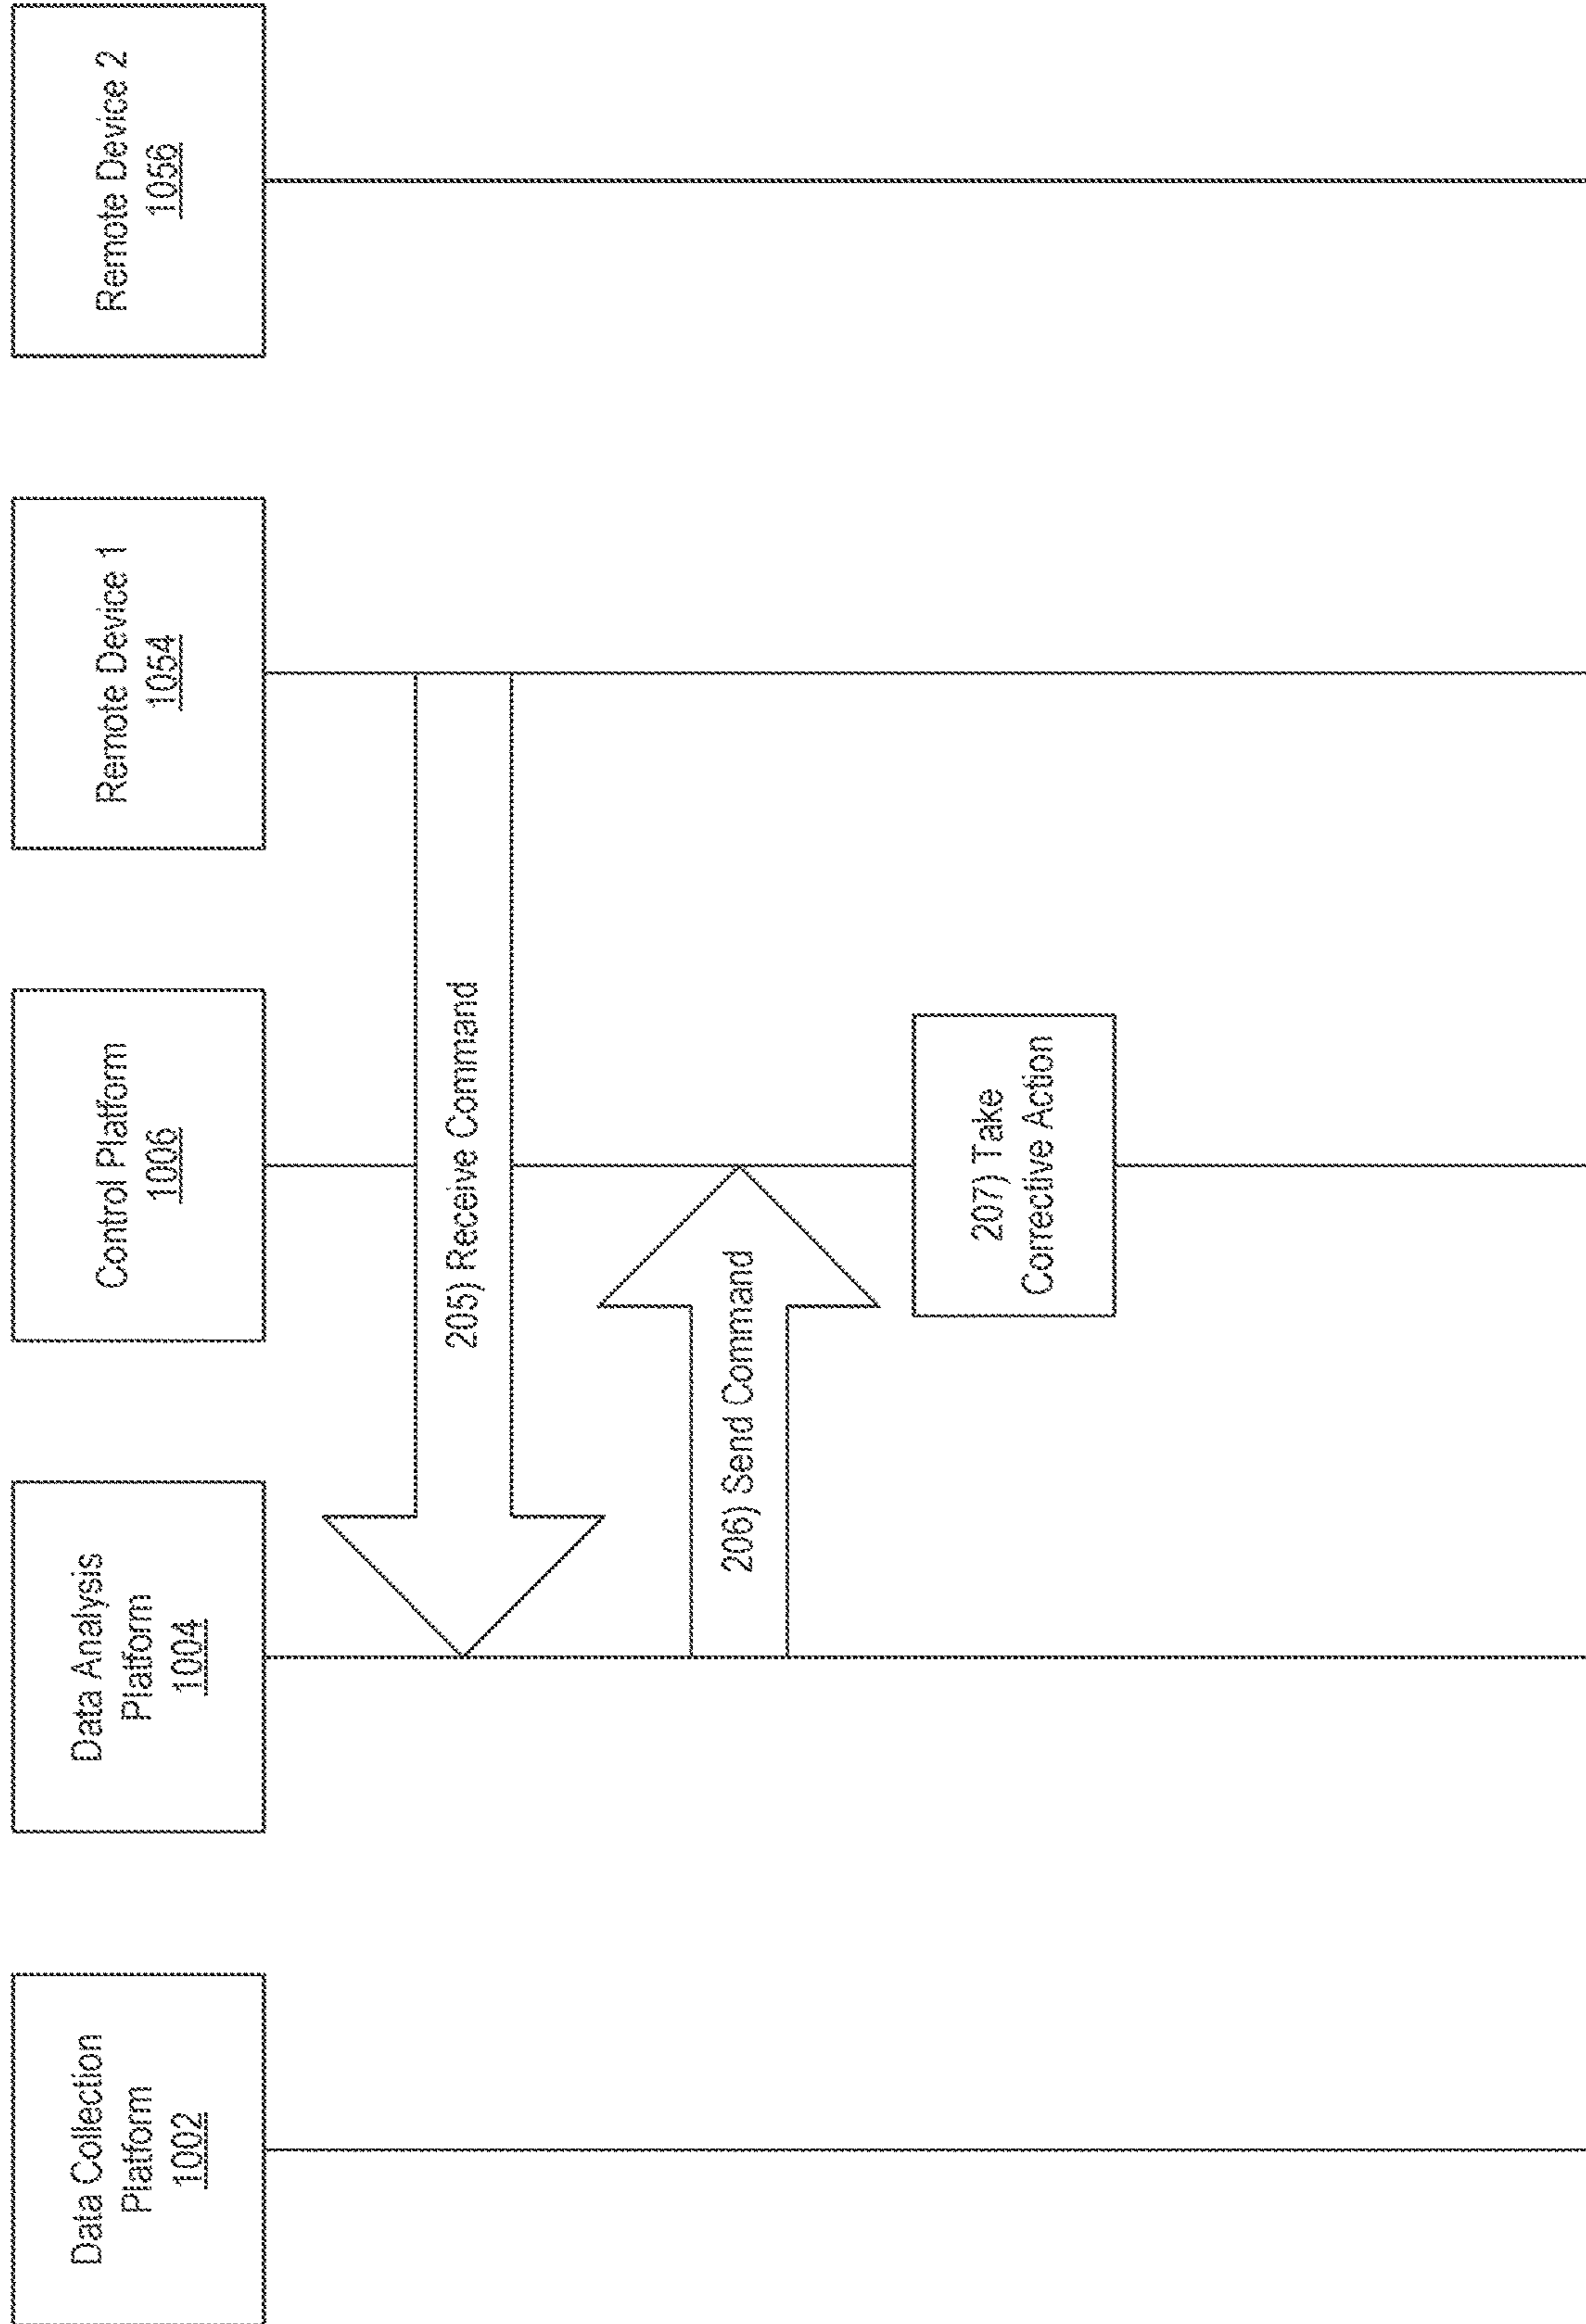 Data Collection
Platform
1002
Data Analysis
Platform
1004
Control Platform
1006
Remote Device 1
1054
Remote Device 2
1056
205) Receive Command
206) Send Command
207) Take
Corrective Action